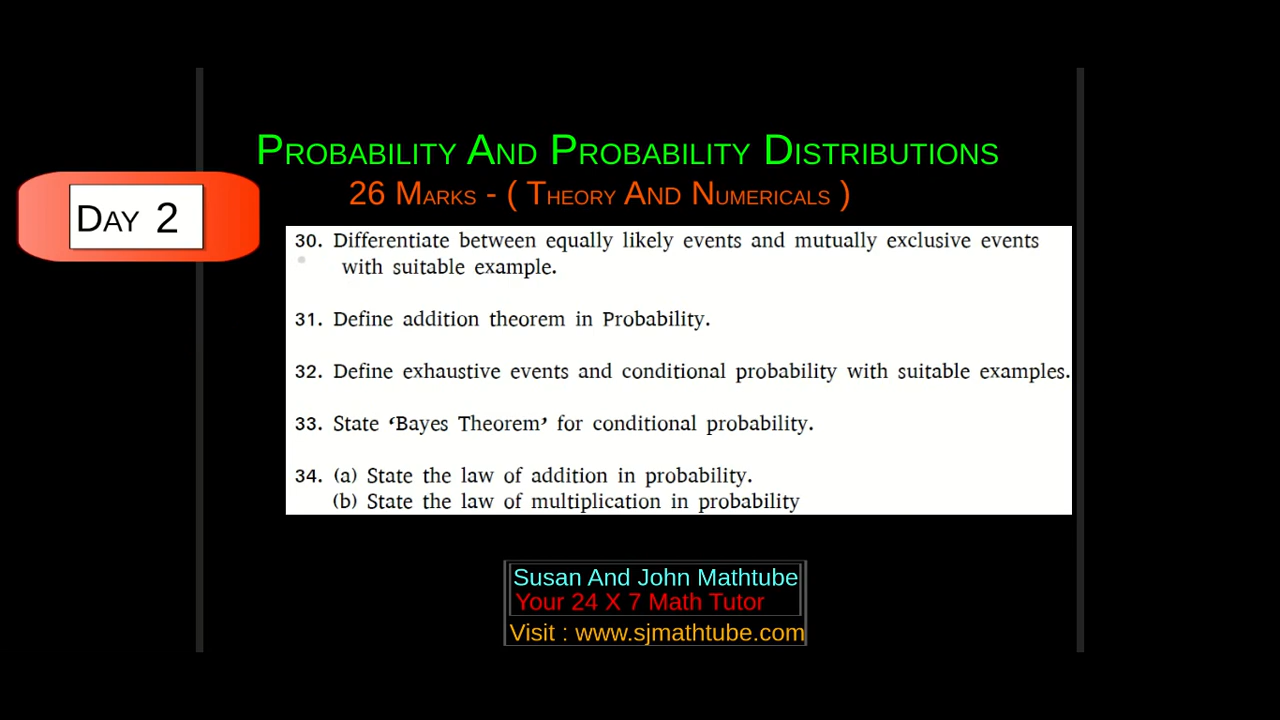 Probability And Probability Distributions
26 Marks - ( Theory And Numericals )
Day 2
30. Differentiate between equally likely events and mutually exclusive events
with suitable example.
31. Define addition theorem in Probability.
32. Define exhaustive events and conditional probability with suitable examples.
33. State ‘Bayes Theorem’ for conditional probability.
34. (a) State the law of addition in probability.
(b) State the law of multiplication in probability
Susan And John Mathtube
Your 24 X 7 Math Tutor
Visit : www.sjmathtube.com